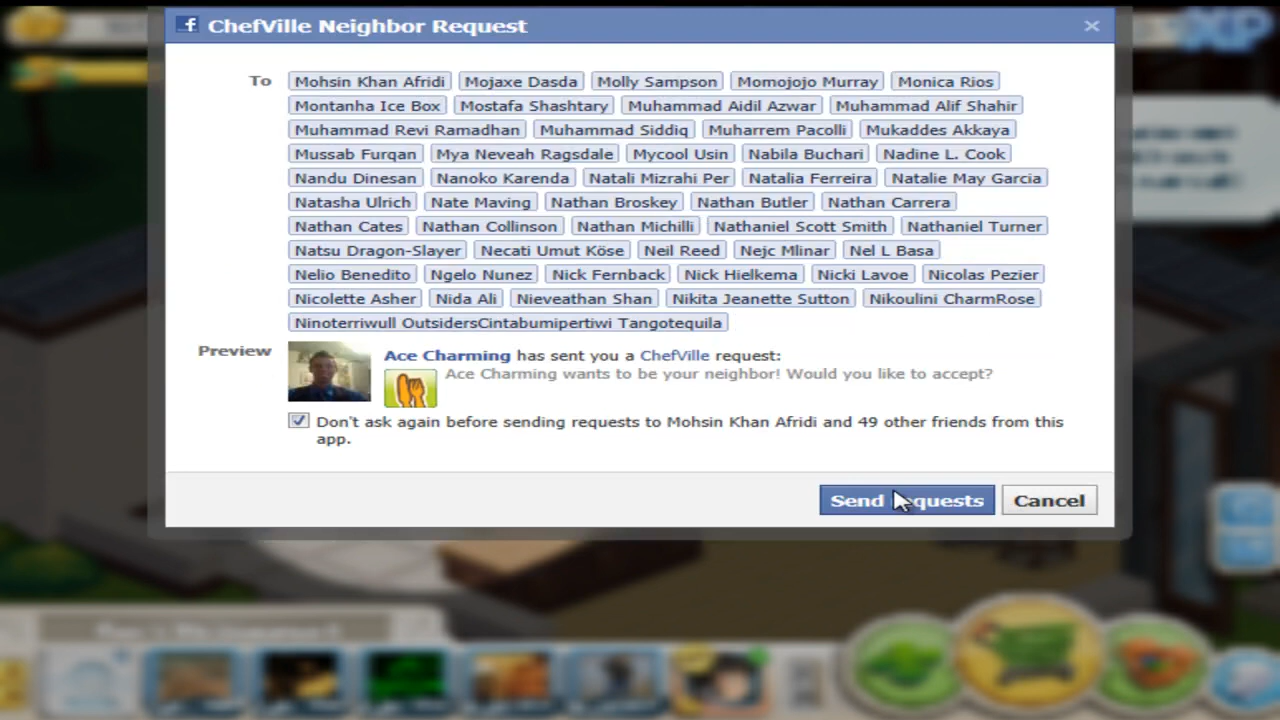 ChefVille Neighbor Request
To Mohsin Khan Afridi Mojaxe Dasda Molly Sampson Momojojo Murray Monica Rios
Montanha Ice Box Mostafa Shashtary Muhammad Aidil Azwar Muhammad Alif Shahir
Muhammad Revi Ramadhan Muhammad Siddiq Muharrem Pacolli Mukaddes Akkaya
Mussab Furqan Mya Neveah Ragsdale Mycool Usin Nabila Buchari Nadine L. Cook
Nandu Dinesan Nanoko Karenda Natali Mizrahi Per Natalia Ferreira Natalie May Garcia
Natasha Ulrich Nate Maving Nathan Broskey Nathan Butler Nathan Carrera
Nathan Cates Nathan Collinson Nathan Michilli Nathaniel Scott Smith Nathaniel Turner
Natsu Dragon-Slayer Necati Umut Köse Neil Reed Nejc Mlinar Nel L Basa
Nelio Benedito Ngelo Nunez Nick Fernback Nick Hielkema Nicki Lavoe Nicolas Pezier
Nicolette Asher Nida Ali Nieveathan Shan Nikita Jeanette Sutton Nikoulini CharmRose
Ninoterriwull OutsidersCintabumipertiwi Tangotequila
Preview Ace Charming has sent you a ChefVille request:
Ace Charming wants to be your neighbor! Would you like to accept?
Don't ask again before sending requests to Mohsin Khan Afridi and 49 other friends from this
app.
Send Requests Cancel
XP